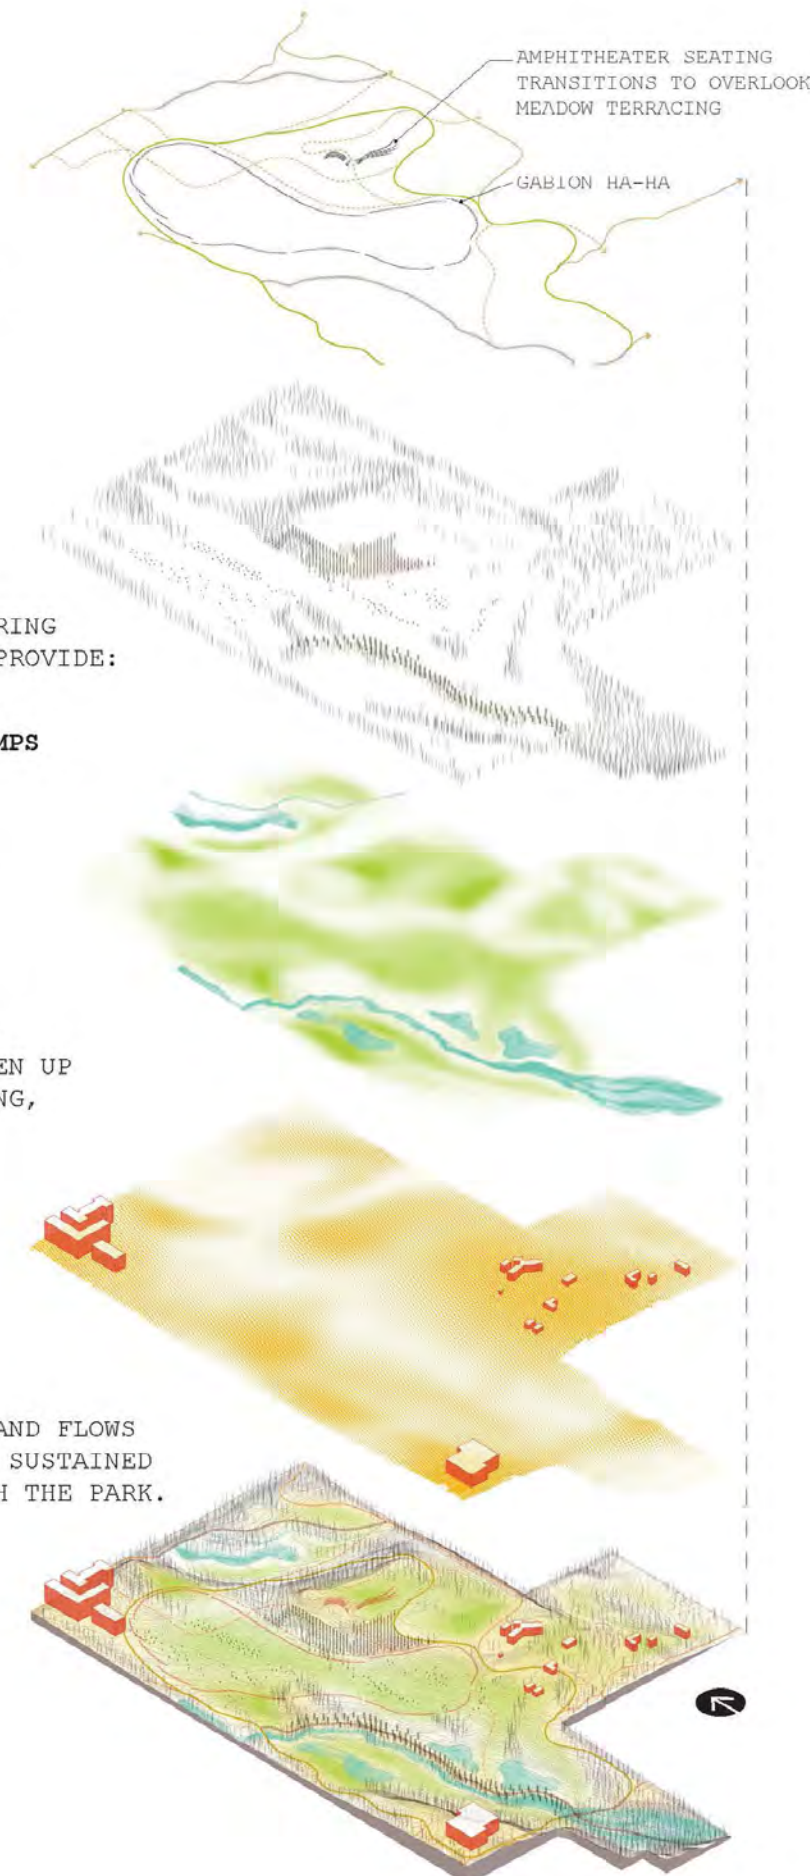 AMPHITHEATER SEATING
TRANSITIONS TO OVERLOOK
MEADOW TERRACING
GABION HA-HA
RING
PROVIDE:
MPS
EN UP
NG,
AND FLOWS
SUSTAINED
H THE PARK.